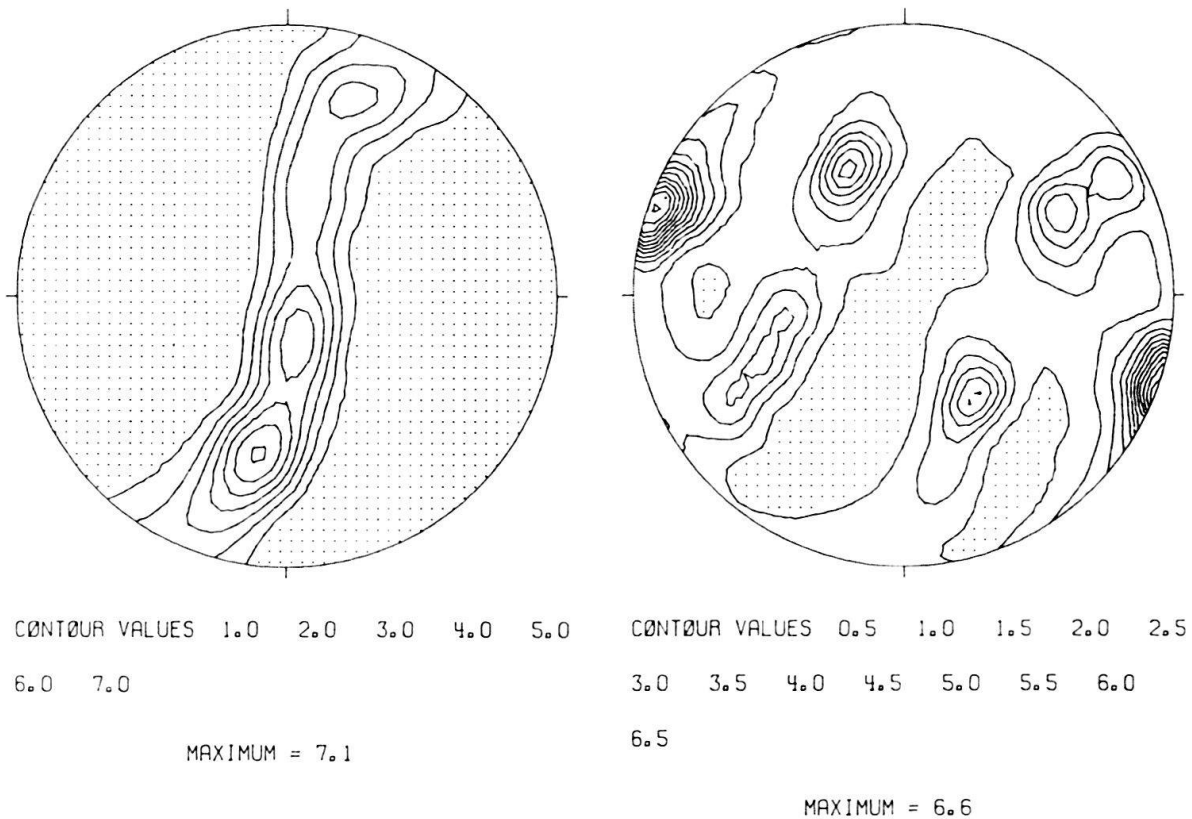 CØNTØUR VALUES 1.0 2.0 3.0 4.0 5.0
6.0 7.0
MAXIMUM = 7.1
CØNTØUR VALUES 0.5 1.0 1.5 2.0 2.5
3.0 3.5 4.0 4.5 5.0 5.5 6.0
6.5
MAXIMUM = 6.6